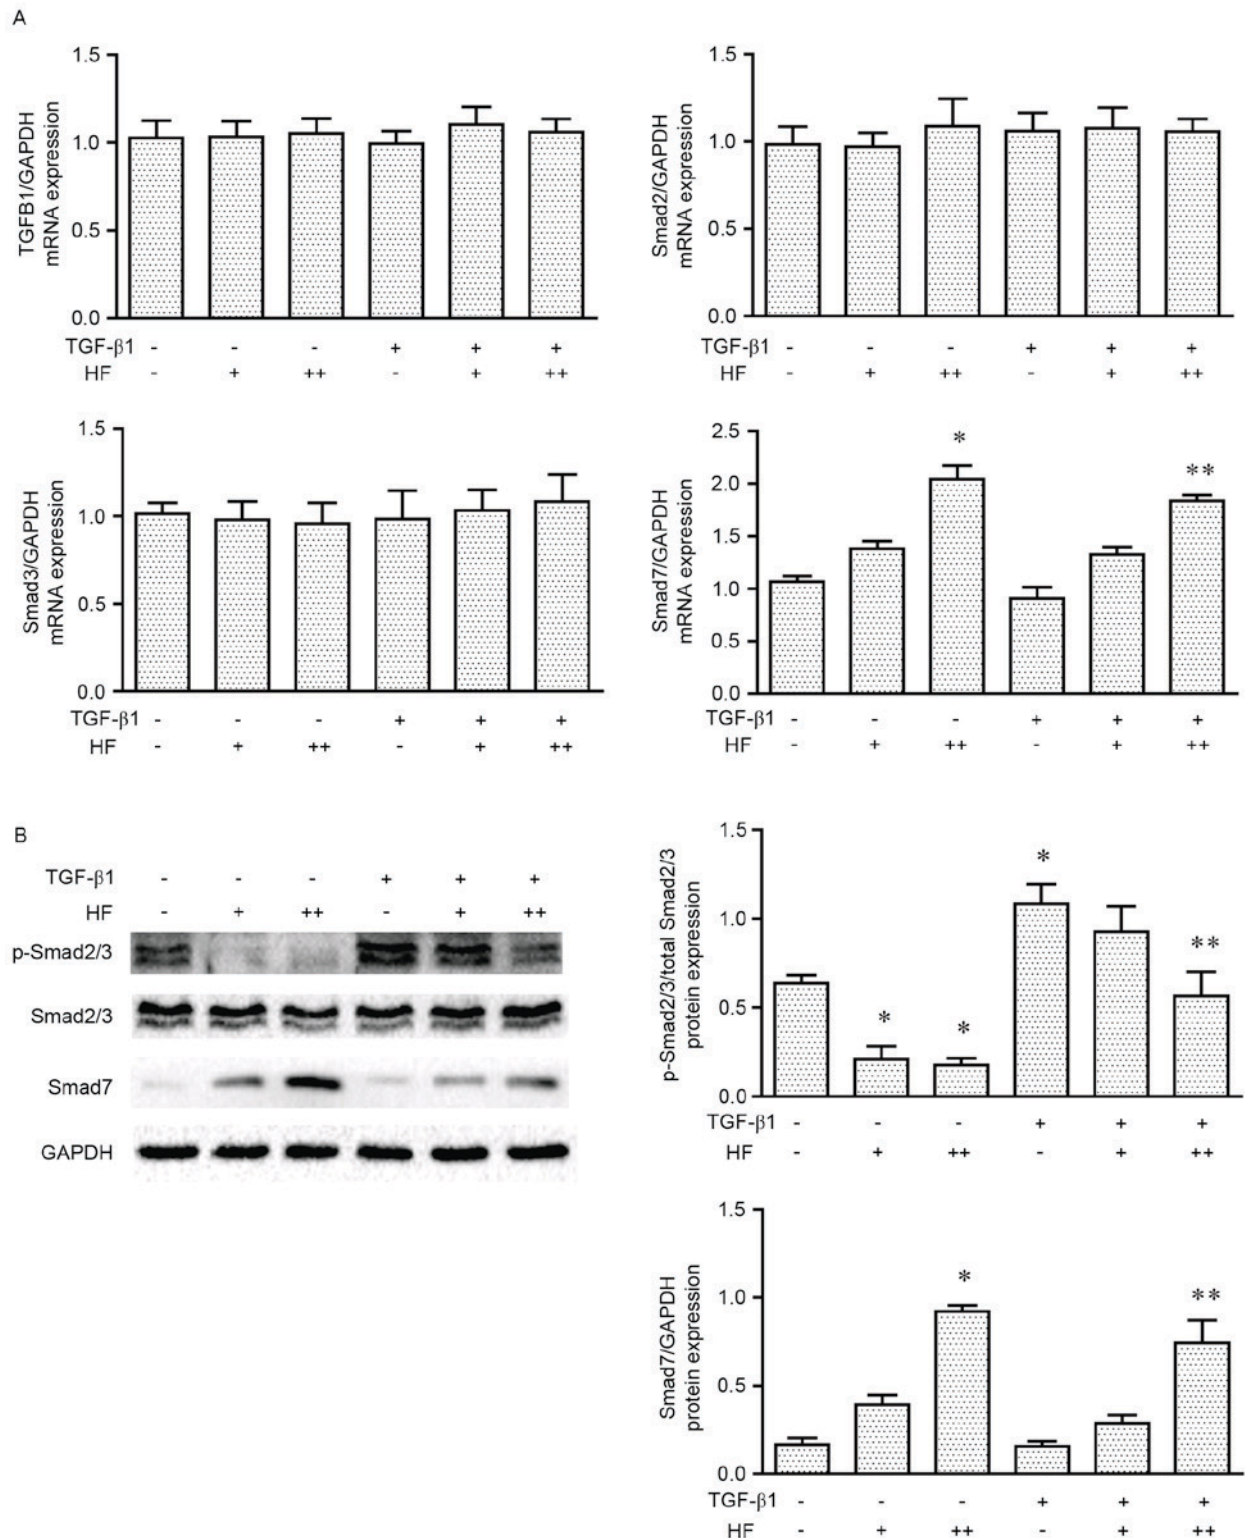 A
TGFB1/GAPDH
mRNA expression
1.5
1.0
0.5
0.0
TGF-β1 - - - + + +
HF - + ++ - + ++
Smad2/GAPDH
mRNA expression
1.5
1.0
0.5
0.0
TGF-β1 - - - + + +
HF - + ++ - + ++
Smad3/GAPDH
mRNA expression
1.5
1.0
0.5
0.0
TGF-β1 - - - + + +
HF - + ++ - + ++
Smad7/GAPDH
mRNA expression
2.5
2.0
1.5
1.0
0.5
0.0
* **
TGF-β1 - - - + + +
HF - + ++ - + ++
B
TGF-β1 - - - + + +
HF - + ++ - + ++
p-Smad2/3
Smad2/3
Smad7
GAPDH
p-Smad2/3/total Smad2/3
protein expression
1.5
1.0
0.5
0.0
* * * **
TGF-β1 - - - + + +
HF - + ++ - + ++
Smad7/GAPDH
protein expression
1.5
1.0
0.5
0.0
* **
TGF-β1 - - - + + +
HF - + ++ - + ++